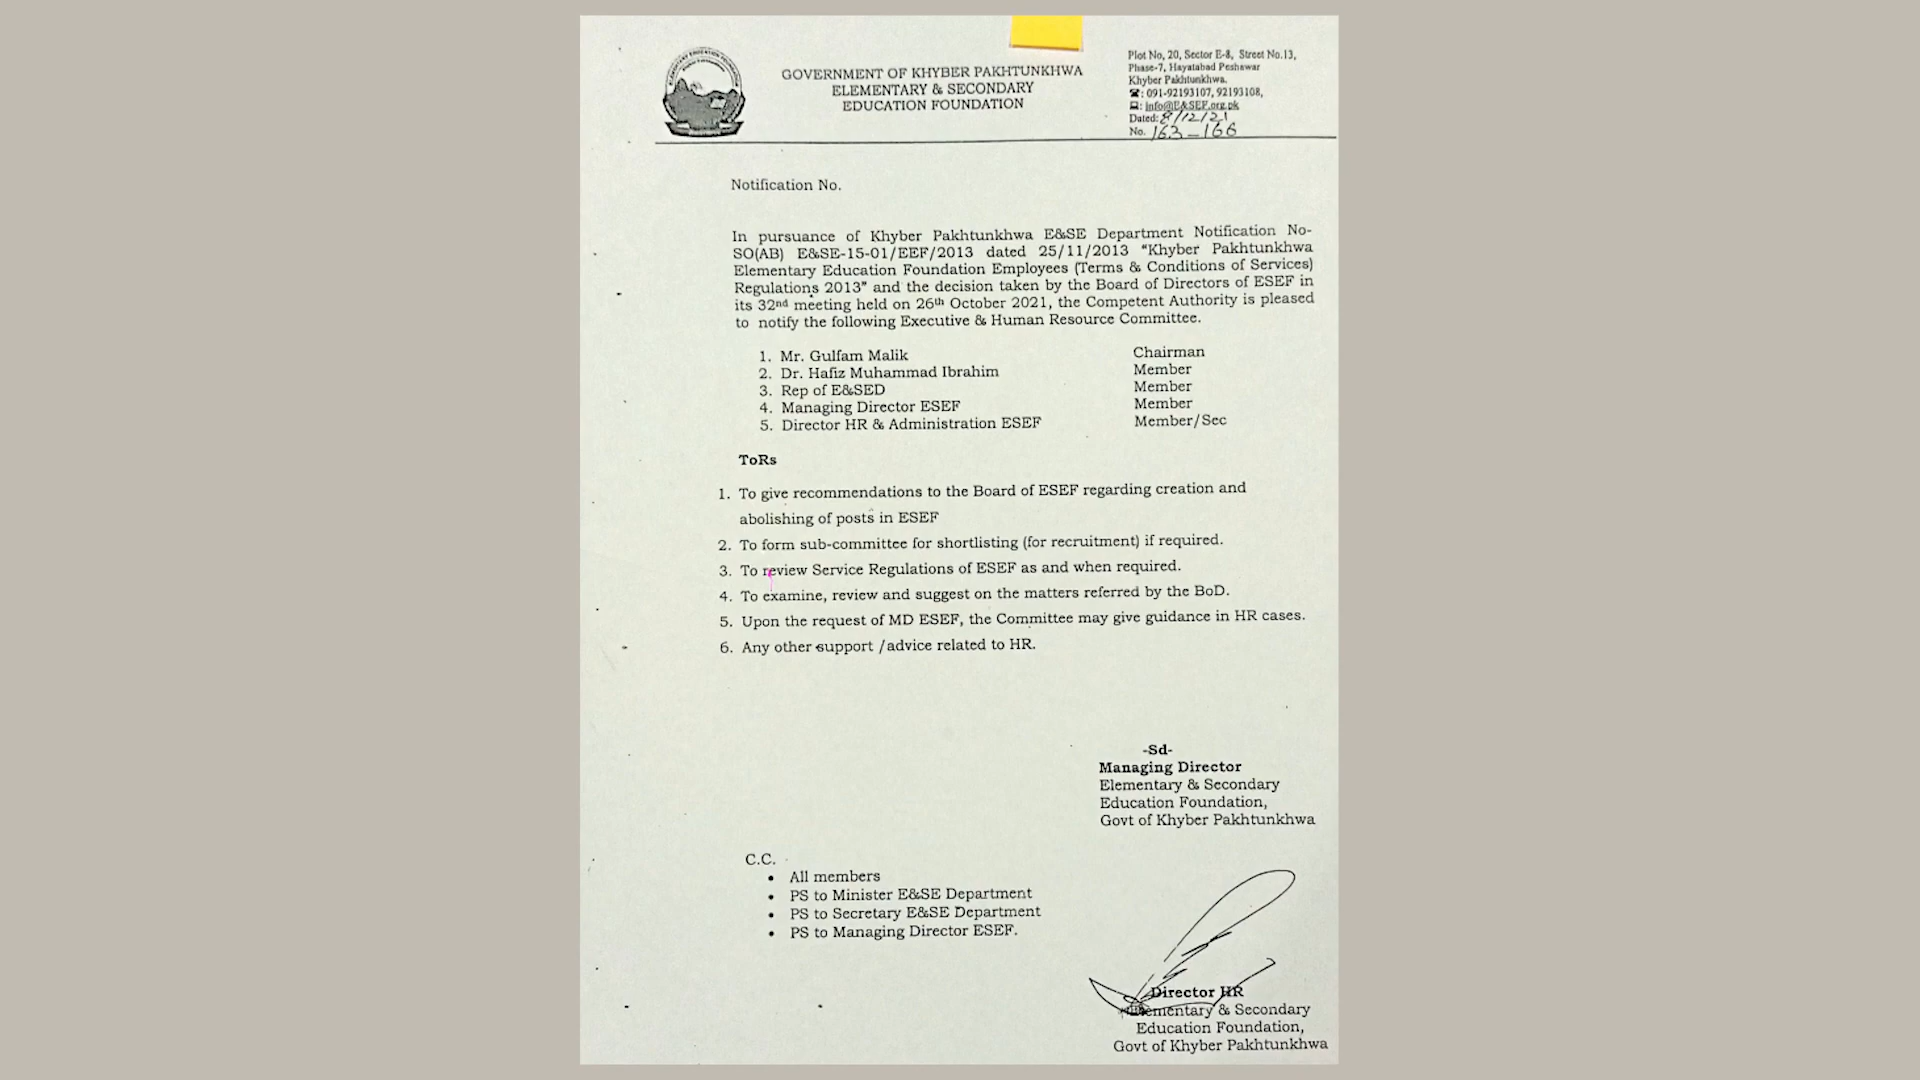 GOVERNMENT OF KHYBER PAKHTUNKHWA
ELEMENTARY & SECONDARY
EDUCATION FOUNDATION
Plot No, 20, Sector E-8, Street No.13,
Phase-7, Hayatabad Peshawar
Khyber Pakhtunkhwa.
☎: 091-92193107, 92193108,
💻: info@E&SEF.org.pk
Dated: 8/12/21
No. 163-166
Notification No.
In pursuance of Khyber Pakhtunkhwa E&SE Department Notification No-
SO(AB) E&SE-15-01/EEF/2013 dated 25/11/2013 “Khyber Pakhtunkhwa
Elementary Education Foundation Employees (Terms & Conditions of Services)
Regulations 2013” and the decision taken by the Board of Directors of ESEF in
its 32nd meeting held on 26th October 2021, the Competent Authority is pleased
to notify the following Executive & Human Resource Committee.
1. Mr. Gulfam Malik Chairman
2. Dr. Hafiz Muhammad Ibrahim Member
3. Rep of E&SED Member
4. Managing Director ESEF Member
5. Director HR & Administration ESEF Member/Sec
ToRs
1. To give recommendations to the Board of ESEF regarding creation and
abolishing of posts in ESEF
2. To form sub-committee for shortlisting (for recruitment) if required.
3. To review Service Regulations of ESEF as and when required.
4. To examine, review and suggest on the matters referred by the BoD.
5. Upon the request of MD ESEF, the Committee may give guidance in HR cases.
6. Any other support /advice related to HR.
-Sd-
Managing Director
Elementary & Secondary
Education Foundation,
Govt of Khyber Pakhtunkhwa
C.C.
• All members
• PS to Minister E&SE Department
• PS to Secretary E&SE Department
• PS to Managing Director ESEF.
Director HR
Elementary & Secondary
Education Foundation,
Govt of Khyber Pakhtunkhwa